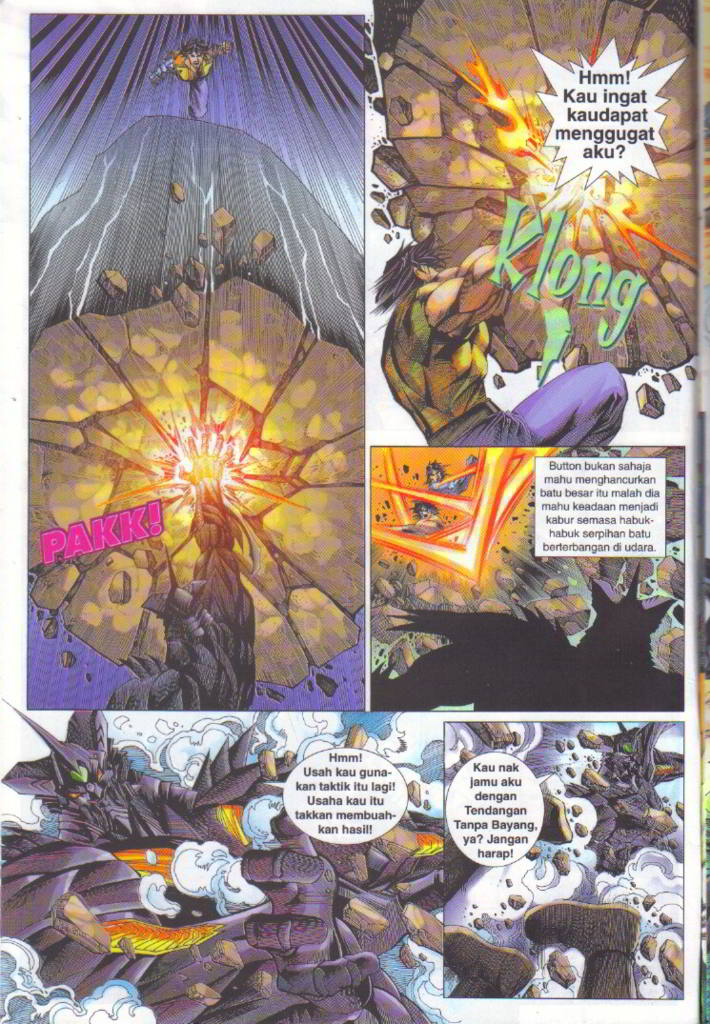 PAKK!
Hmm!
Kau ingat
kaudapat
menggugat
aku?
Klong
!
Button bukan sahaja
mahu menghancurkan
batu besar itu malah dia
mahu keadaan menjadi
kabur semasa habuk-
habuk serpihan batu
berterbangan di udara.
Hmm!
Usah kau guna-
kan taktik itu lagi!
Usaha kau itu
takkan membuah-
kan hasil!
Kau nak
jamu aku
dengan
Tendangan
Tanpa Bayang,
ya? Jangan
harap!